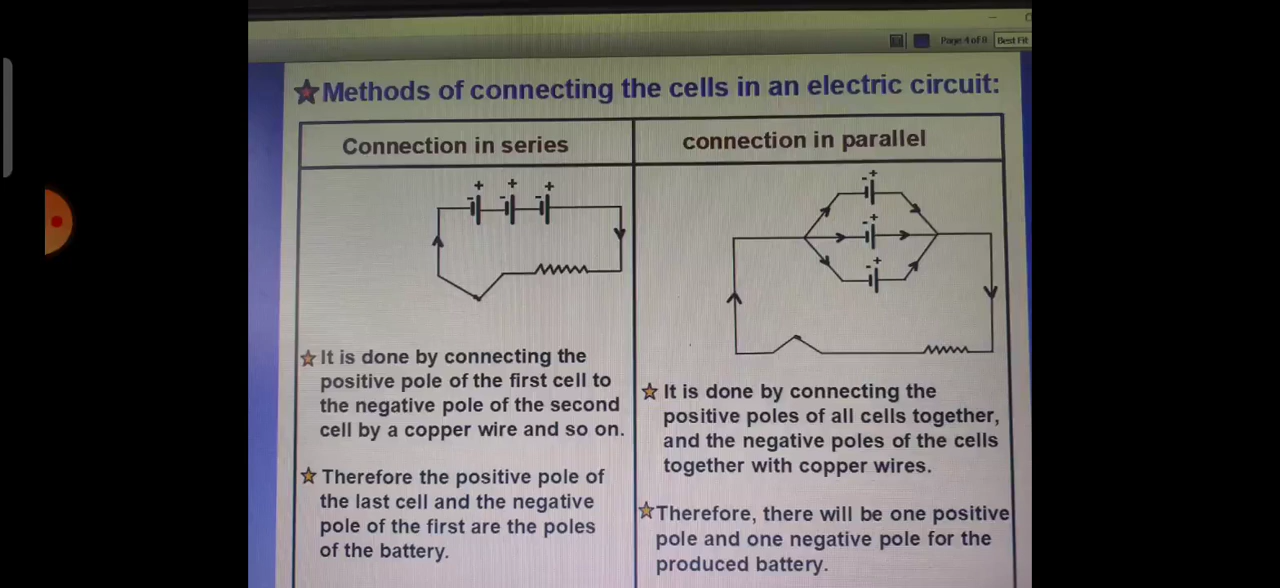 Page 4 of 8 Best Fit
Methods of connecting the cells in an electric circuit:
Connection in series
It is done by connecting the
positive pole of the first cell to
the negative pole of the second
cell by a copper wire and so on.
Therefore the positive pole of
the last cell and the negative
pole of the first are the poles
of the battery.
connection in parallel
It is done by connecting the
positive poles of all cells together,
and the negative poles of the cells
together with copper wires.
Therefore, there will be one positive
pole and one negative pole for the
produced battery.
- + - + - +
- +
- +
- +